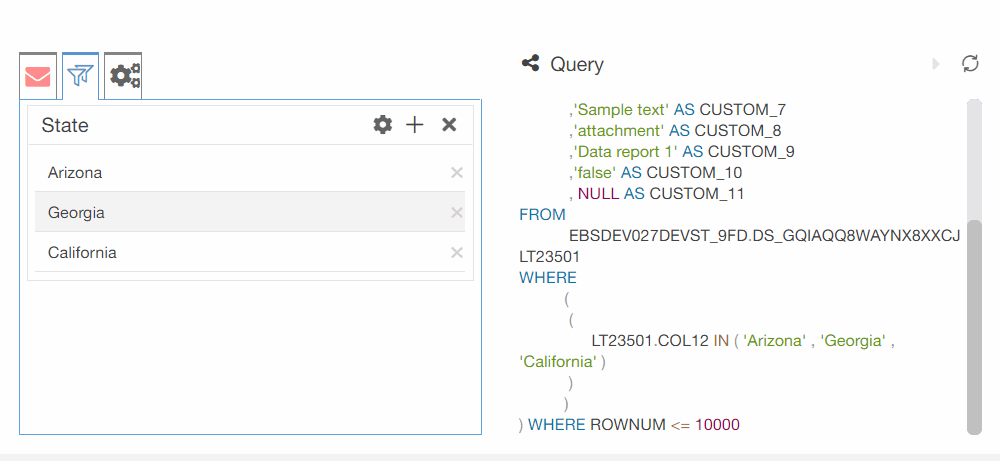 State
Arizona
Georgia
California
Query
,'Sample text' AS CUSTOM_7
,'attachment' AS CUSTOM_8
,'Data report 1' AS CUSTOM_9
,'false' AS CUSTOM_10
, NULL AS CUSTOM_11
FROM
EBSDEV027DEVST_9FD.DS_GQIAQQ8WAYNX8XXCJ
LT23501
WHERE
(
(
LT23501.COL12 IN ( 'Arizona' , 'Georgia' ,
'California' )
)
)
) WHERE ROWNUM <= 10000